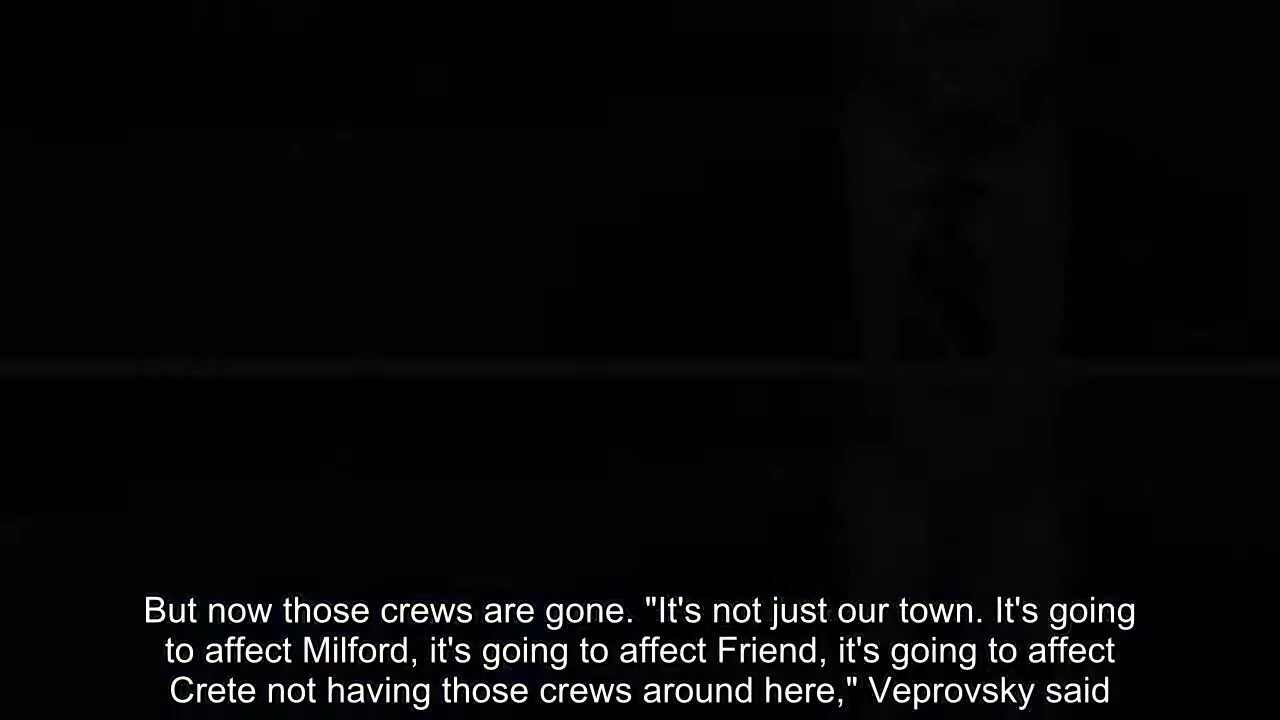 But now those crews are gone. "It's not just our town. It's going
to affect Milford, it's going to affect Friend, it's going to affect
Crete not having those crews around here," Veprovsky said